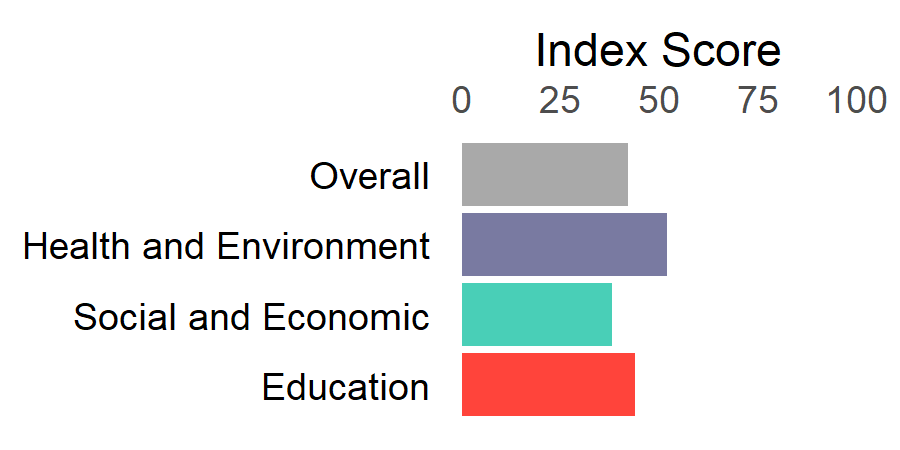 Index Score
0 25 50 75 100
Overall
Health and Environment
Social and Economic
Education